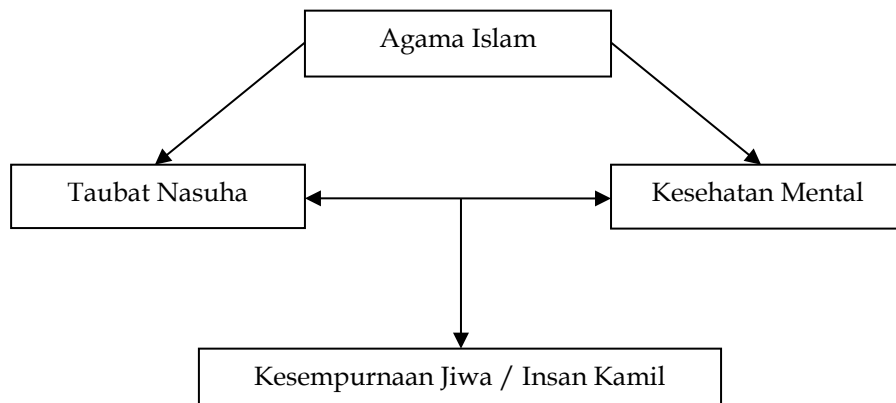 Agama Islam
Taubat Nasuha
Kesehatan Mental
Kesempurnaan Jiwa / Insan Kamil